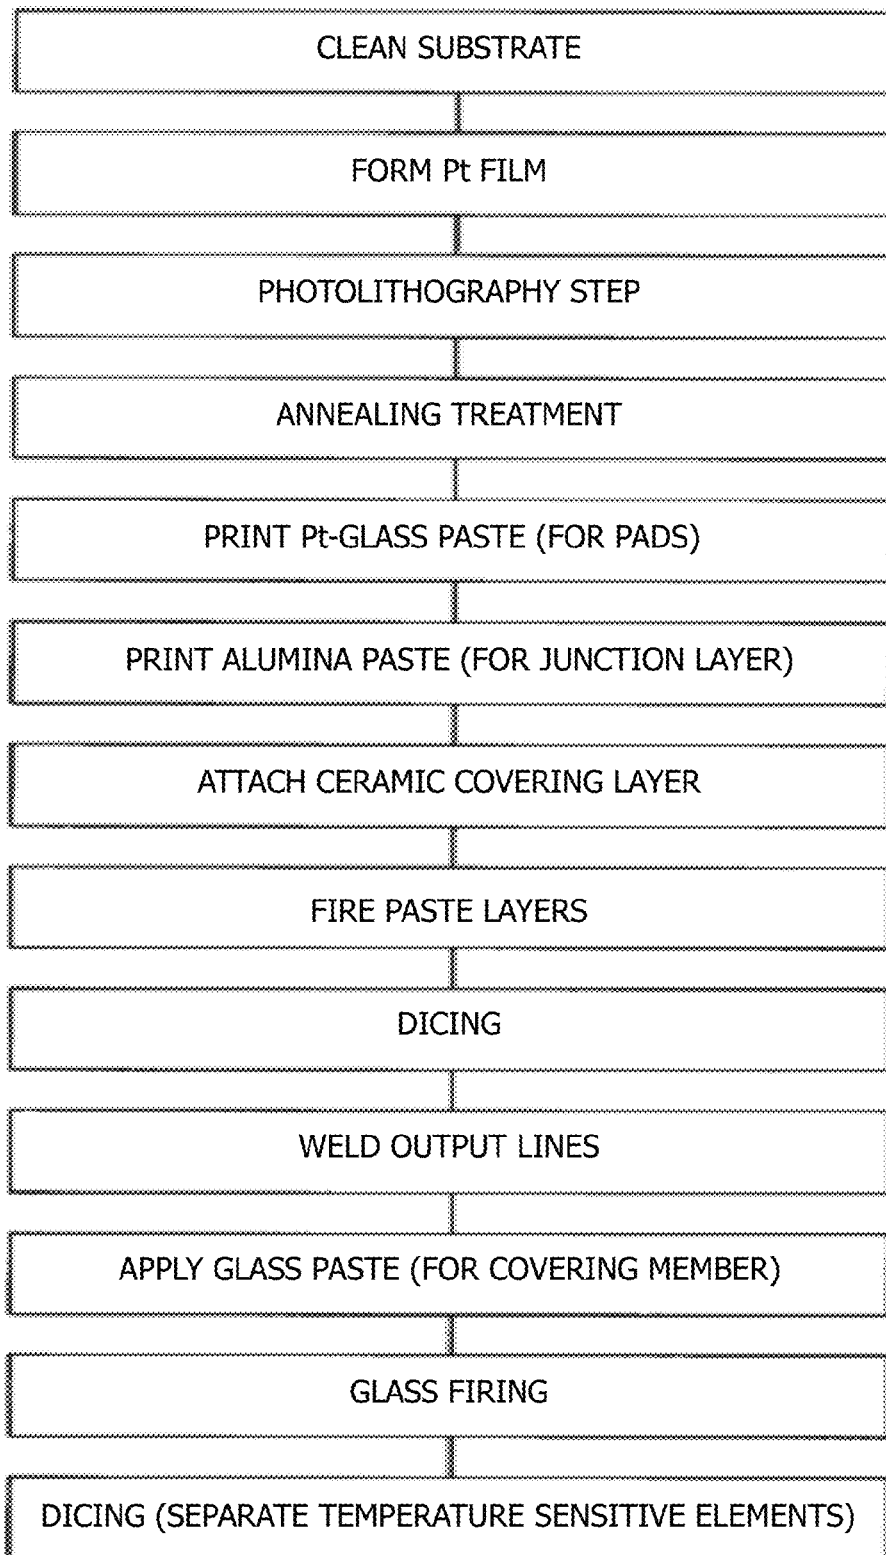 CLEAN SUBSTRATE
FORM Pt FILM
PHOTOLITHOGRAPHY STEP
ANNEALING TREATMENT
PRINT Pt-GLASS PASTE (FOR PADS)
PRINT ALUMINA PASTE (FOR JUNCTION LAYER)
ATTACH CERAMIC COVERING LAYER
FIRE PASTE LAYERS
DICING
WELD OUTPUT LINES
APPLY GLASS PASTE (FOR COVERING MEMBER)
GLASS FIRING
DICING (SEPARATE TEMPERATURE SENSITIVE ELEMENTS)